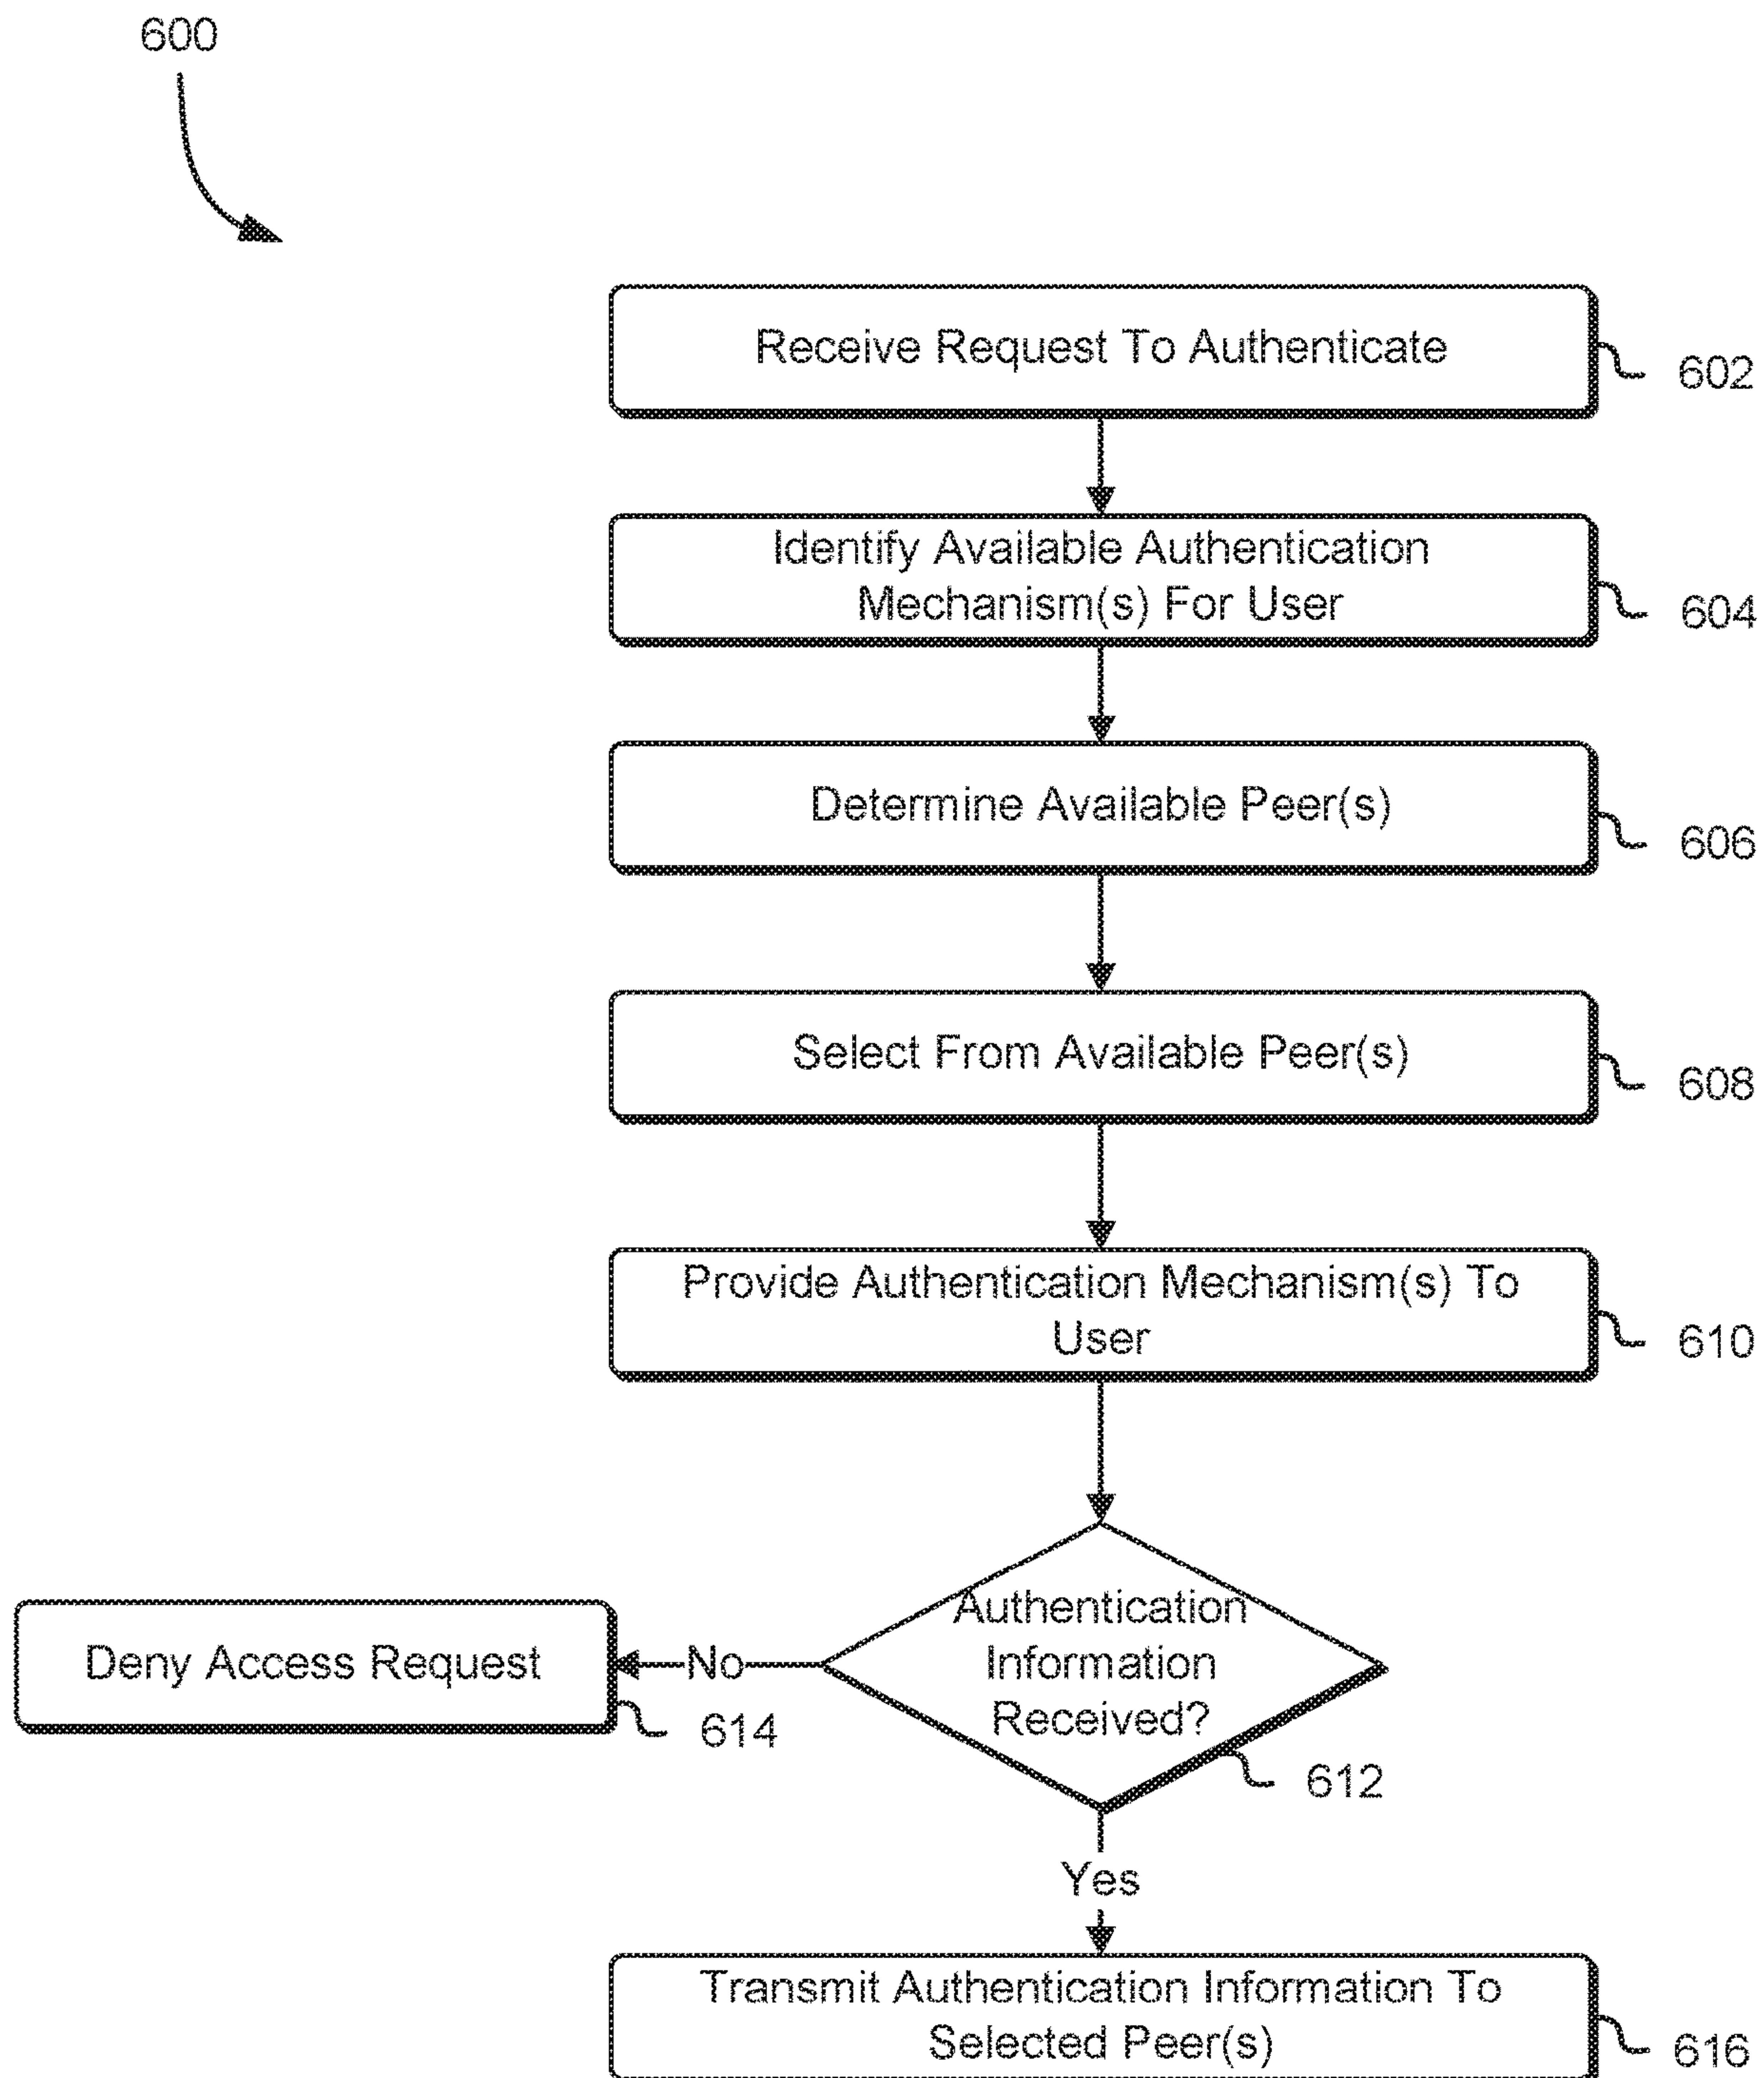 600
Receive Request To Authenticate
602
Identify Available Authentication
Mechanism(s) For User
604
Determine Available Peer(s)
606
Select From Available Peer(s)
608
Provide Authentication Mechanism(s) To
User
610
Authentication
Information
Received?
612
No
Deny Access Request
614
Yes
Transmit Authentication Information To
Selected Peer(s)
616